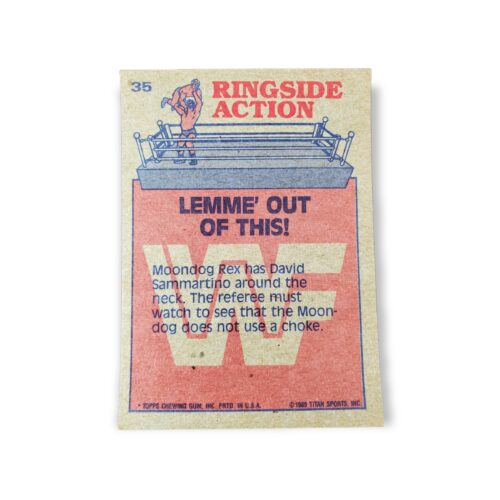 35
RINGSIDE
ACTION
LEMME' OUT
OF THIS!
WF
Moondog Rex has David
Sammartino around the
neck. The referee must
watch to see that the Moon-
dog does not use a choke.
* TOPPS CHEWING GUM, INC. PRTD. IN U.S.A.
© 1985 TITAN SPORTS, INC.